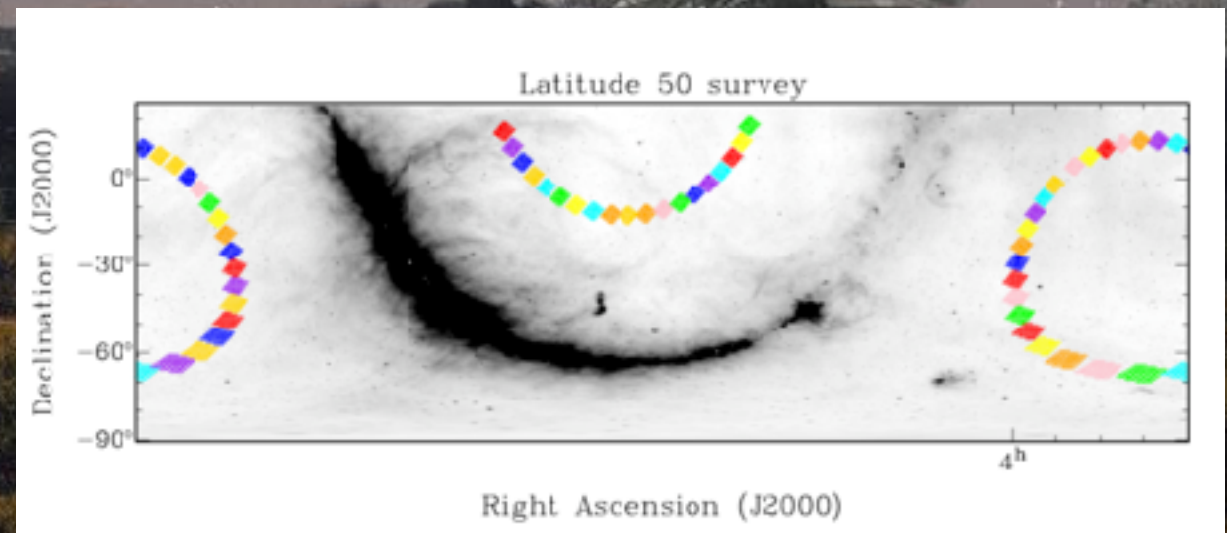 Latitude 50 survey
Declination (J2000)
0°
−30°
−60°
−90°
4ʰ
Right Ascension (J2000)